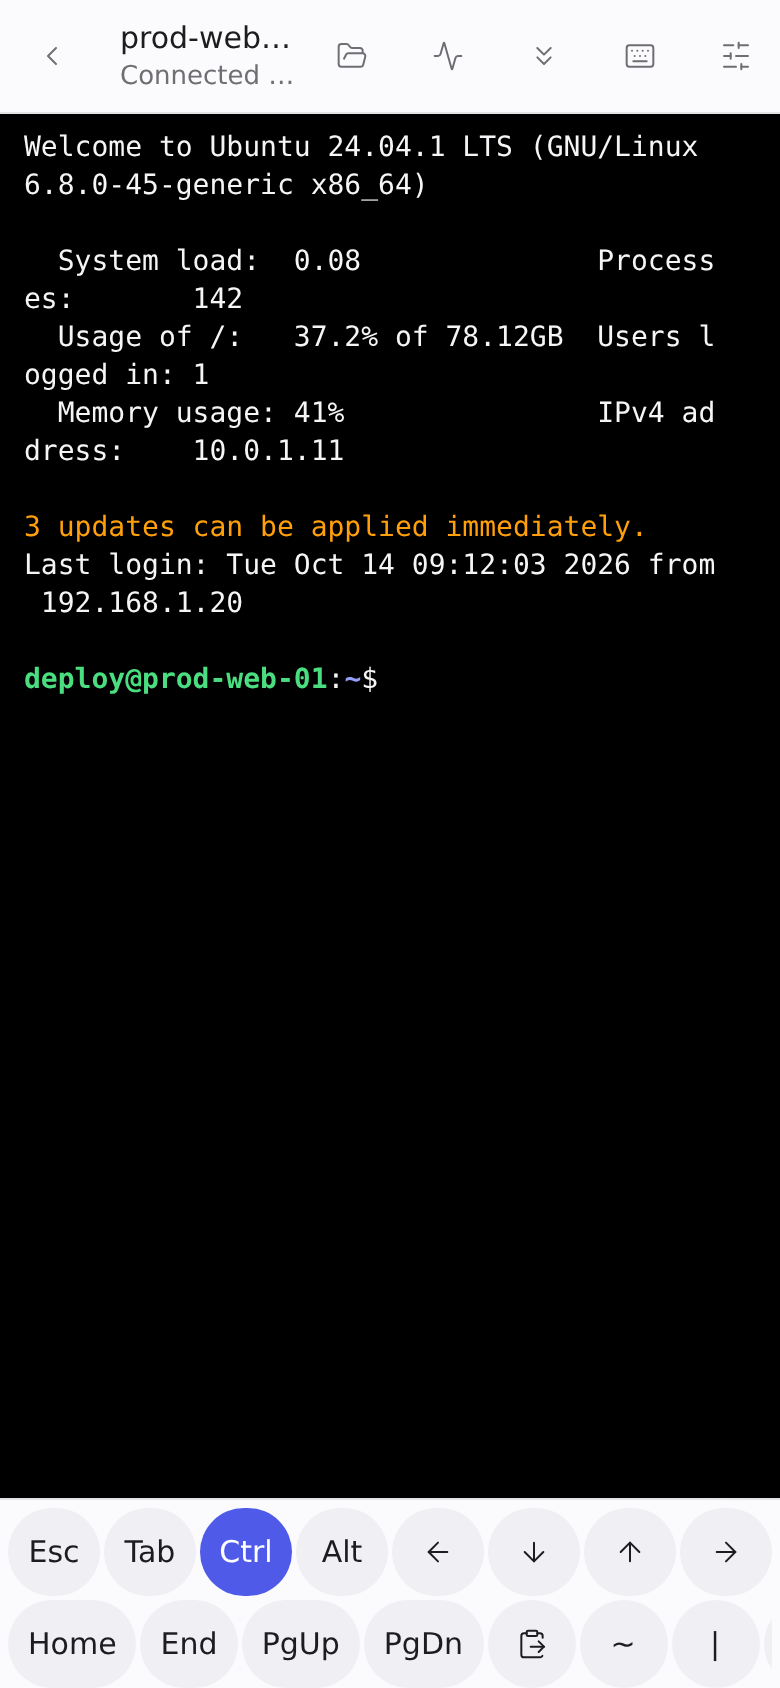 prod-web...
Connected ...
Welcome to Ubuntu 24.04.1 LTS (GNU/Linux
6.8.0-45-generic x86_64)
System load:  0.08              Process
es:       142
Usage of /:   37.2% of 78.12GB  Users l
ogged in: 1
Memory usage: 41%               IPv4 ad
dress:    10.0.1.11
3 updates can be applied immediately.
Last login: Tue Oct 14 09:12:03 2026 from
192.168.1.20
deploy@prod-web-01:~$
Esc Tab Ctrl Alt ← ↓ ↑ →
Home End PgUp PgDn ~ |